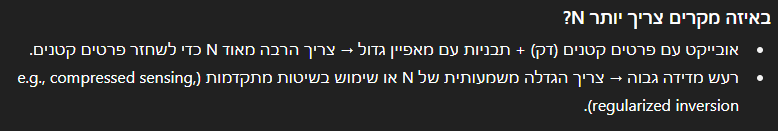 באיזה מקרים צריך יותר N?
אובייקט עם פרטים קטנים (דק) + תבניות עם מאפיין גדול → צריך הרבה מאוד N כדי לשחזר פרטים קטנים.
רעש מדידה גבוה → צריך הגדלה משמעותית של N או שימוש בשיטות מתקדמות (e.g., compressed sensing,
regularized inversion).